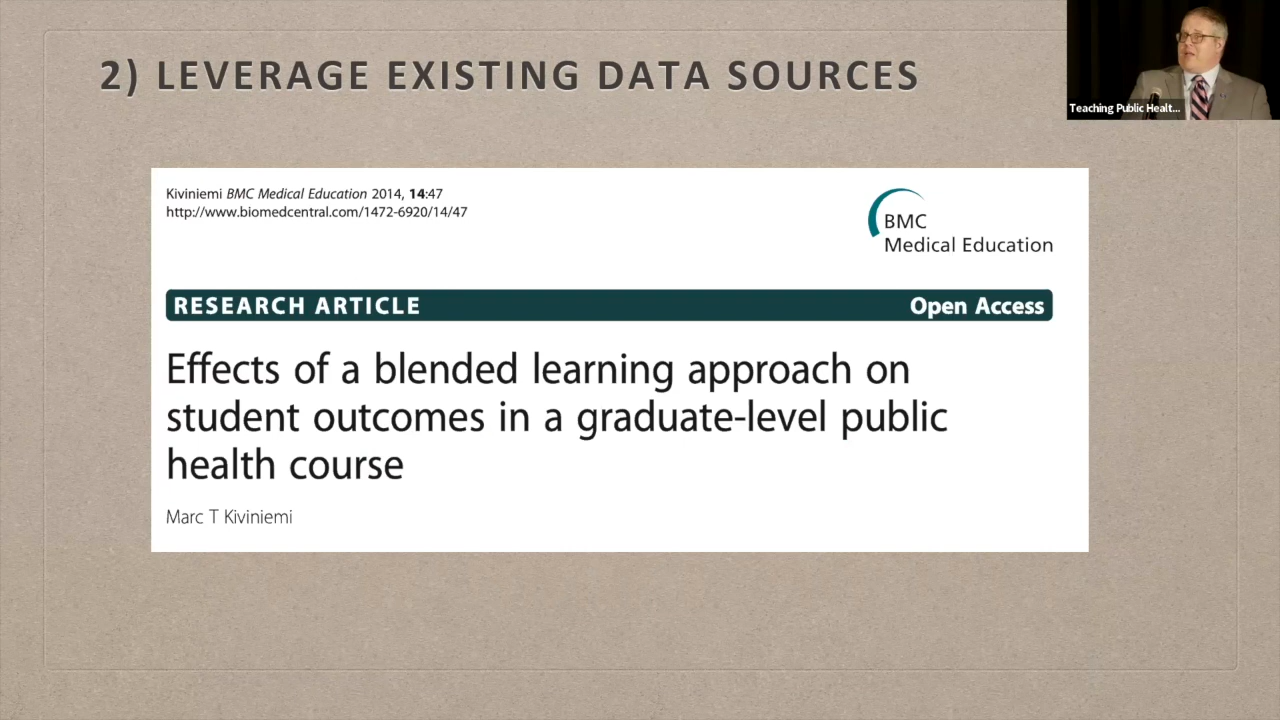 2) LEVERAGE EXISTING DATA SOURCES
Teaching Public Healt...
Kiviniemi BMC Medical Education 2014, 14:47
http://www.biomedcentral.com/1472-6920/14/47
BMC
Medical Education
RESEARCH ARTICLE Open Access
Effects of a blended learning approach on
student outcomes in a graduate-level public
health course
Marc T Kiviniemi